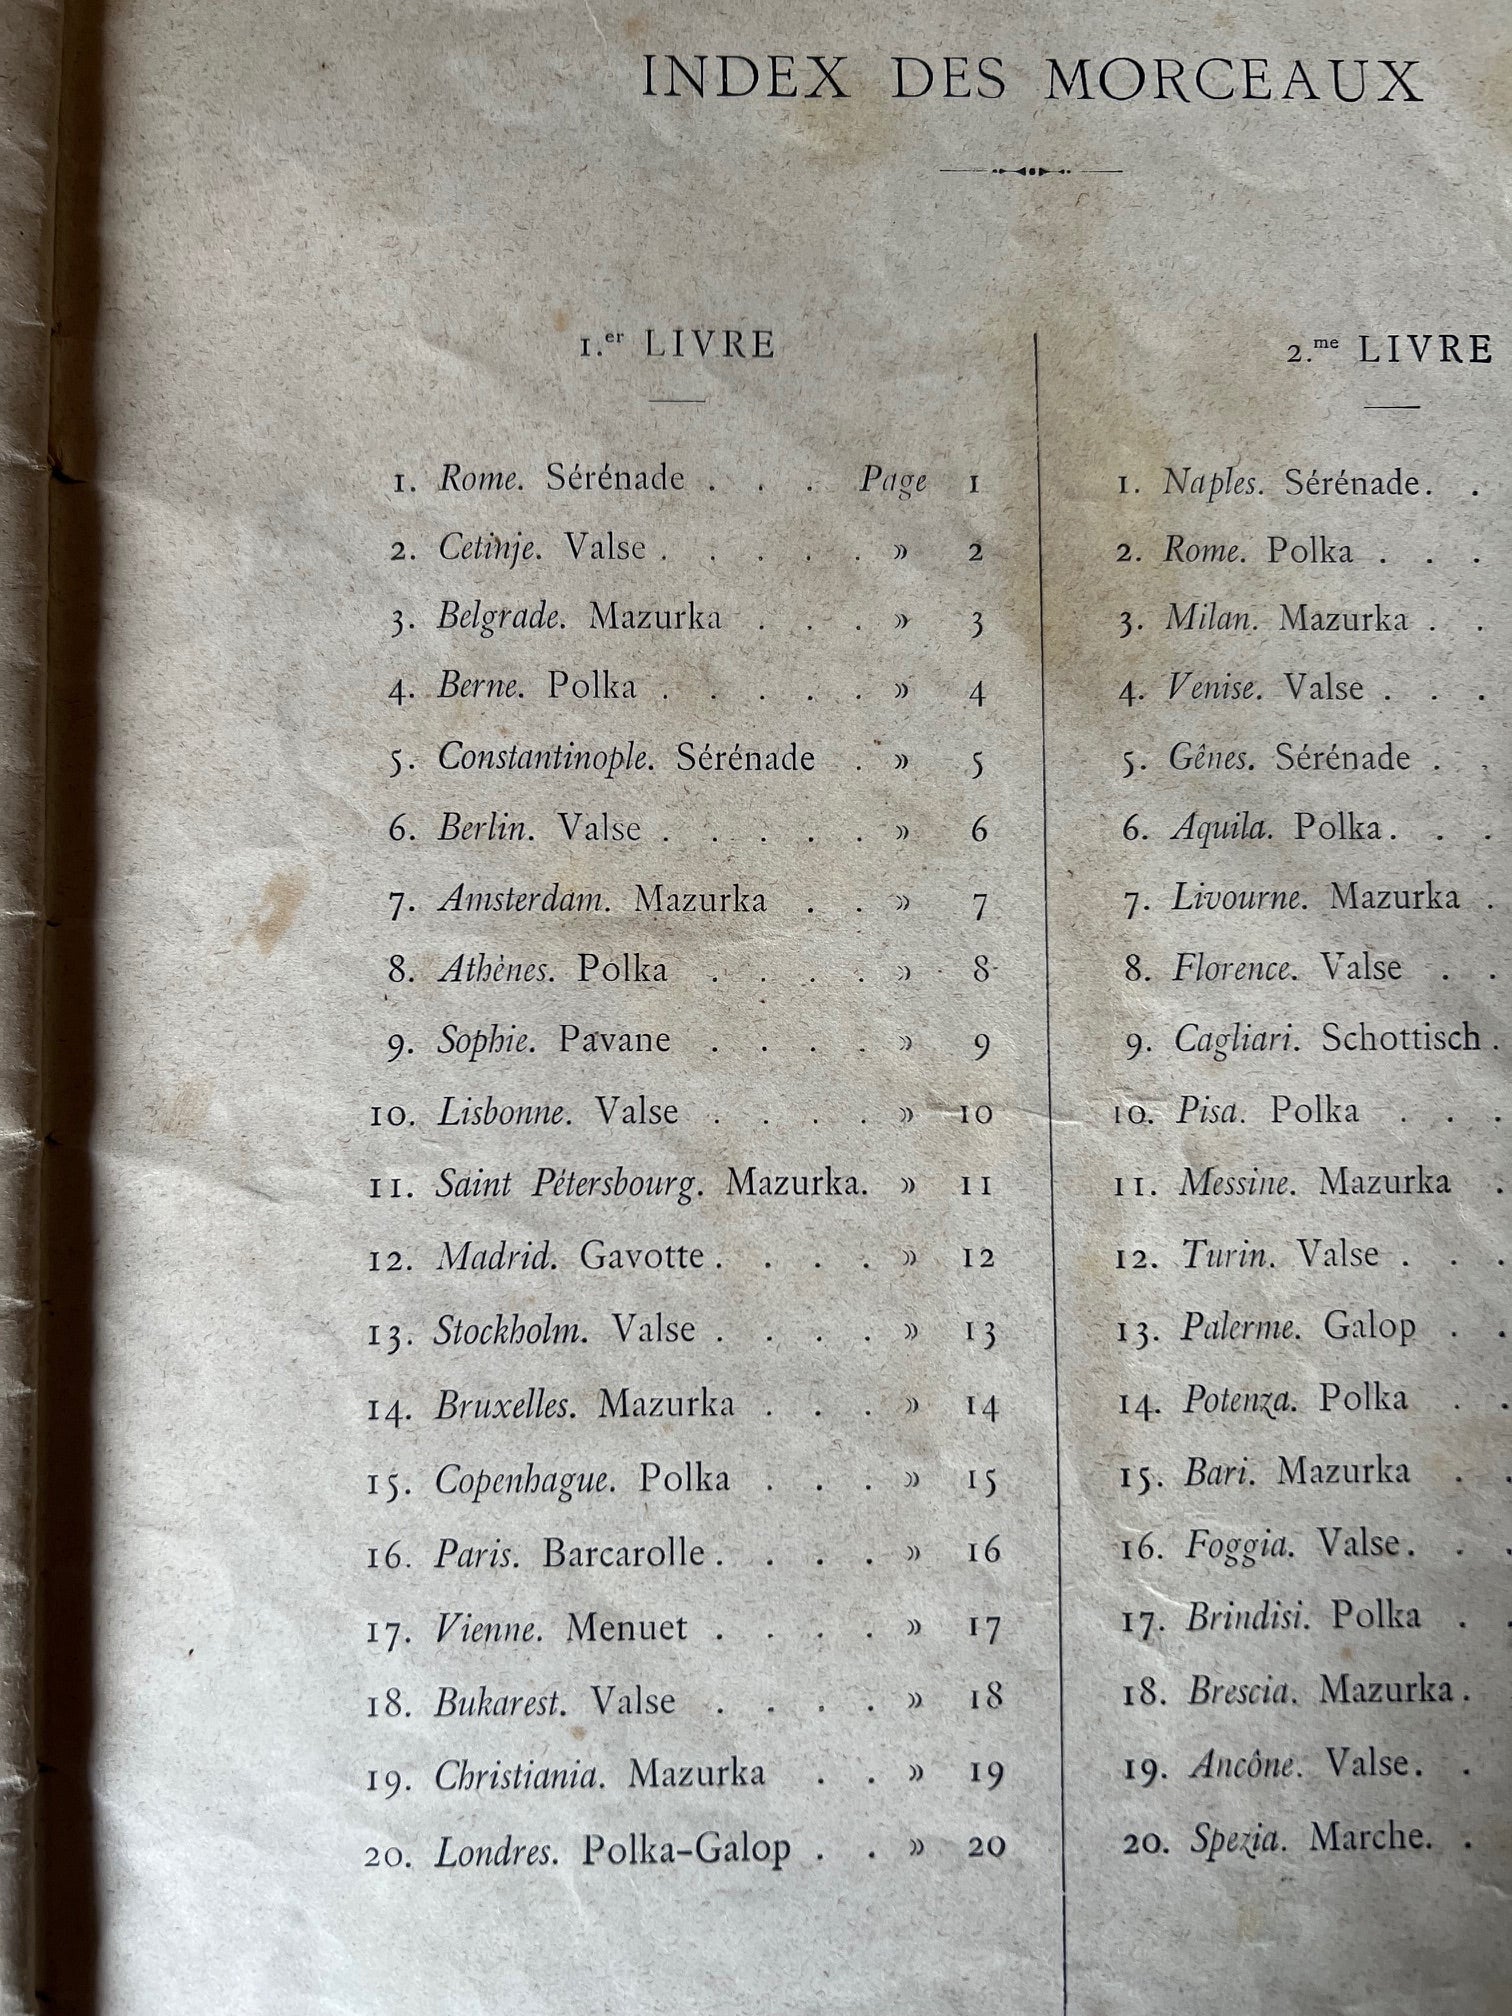 INDEX DES MORCEAUX
1.er LIVRE
1. Rome. Sérénade . . . Page 1
2. Cetinje. Valse . . . . . » 2
3. Belgrade. Mazurka . . . » 3
4. Berne. Polka . . . . . » 4
5. Constantinople. Sérénade . » 5
6. Berlin. Valse . . . . . » 6
7. Amsterdam. Mazurka . . » 7
8. Athènes. Polka . . . . » 8
9. Sophie. Pavane . . . . » 9
10. Lisbonne. Valse . . . . » 10
11. Saint Pétersbourg. Mazurka. » 11
12. Madrid. Gavotte . . . . » 12
13. Stockholm. Valse . . . . » 13
14. Bruxelles. Mazurka . . . » 14
15. Copenhague. Polka . . . » 15
16. Paris. Barcarolle . . . . » 16
17. Vienne. Menuet . . . . » 17
18. Bukarest. Valse . . . . » 18
19. Christiania. Mazurka . . » 19
20. Londres. Polka-Galop . . » 20
2.me LIVRE
1. Naples. Sérénade. .
2. Rome. Polka . . .
3. Milan. Mazurka . .
4. Venise. Valse . . .
5. Gênes. Sérénade . .
6. Aquila. Polka. . .
7. Livourne. Mazurka .
8. Florence. Valse . .
9. Cagliari. Schottisch .
10. Pisa. Polka . . .
11. Messine. Mazurka .
12. Turin. Valse . . .
13. Palerme. Galop . .
14. Potenza. Polka . .
15. Bari. Mazurka . .
16. Foggia. Valse. . .
17. Brindisi. Polka . .
18. Brescia. Mazurka .
19. Ancône. Valse. .
20. Spezia. Marche. .